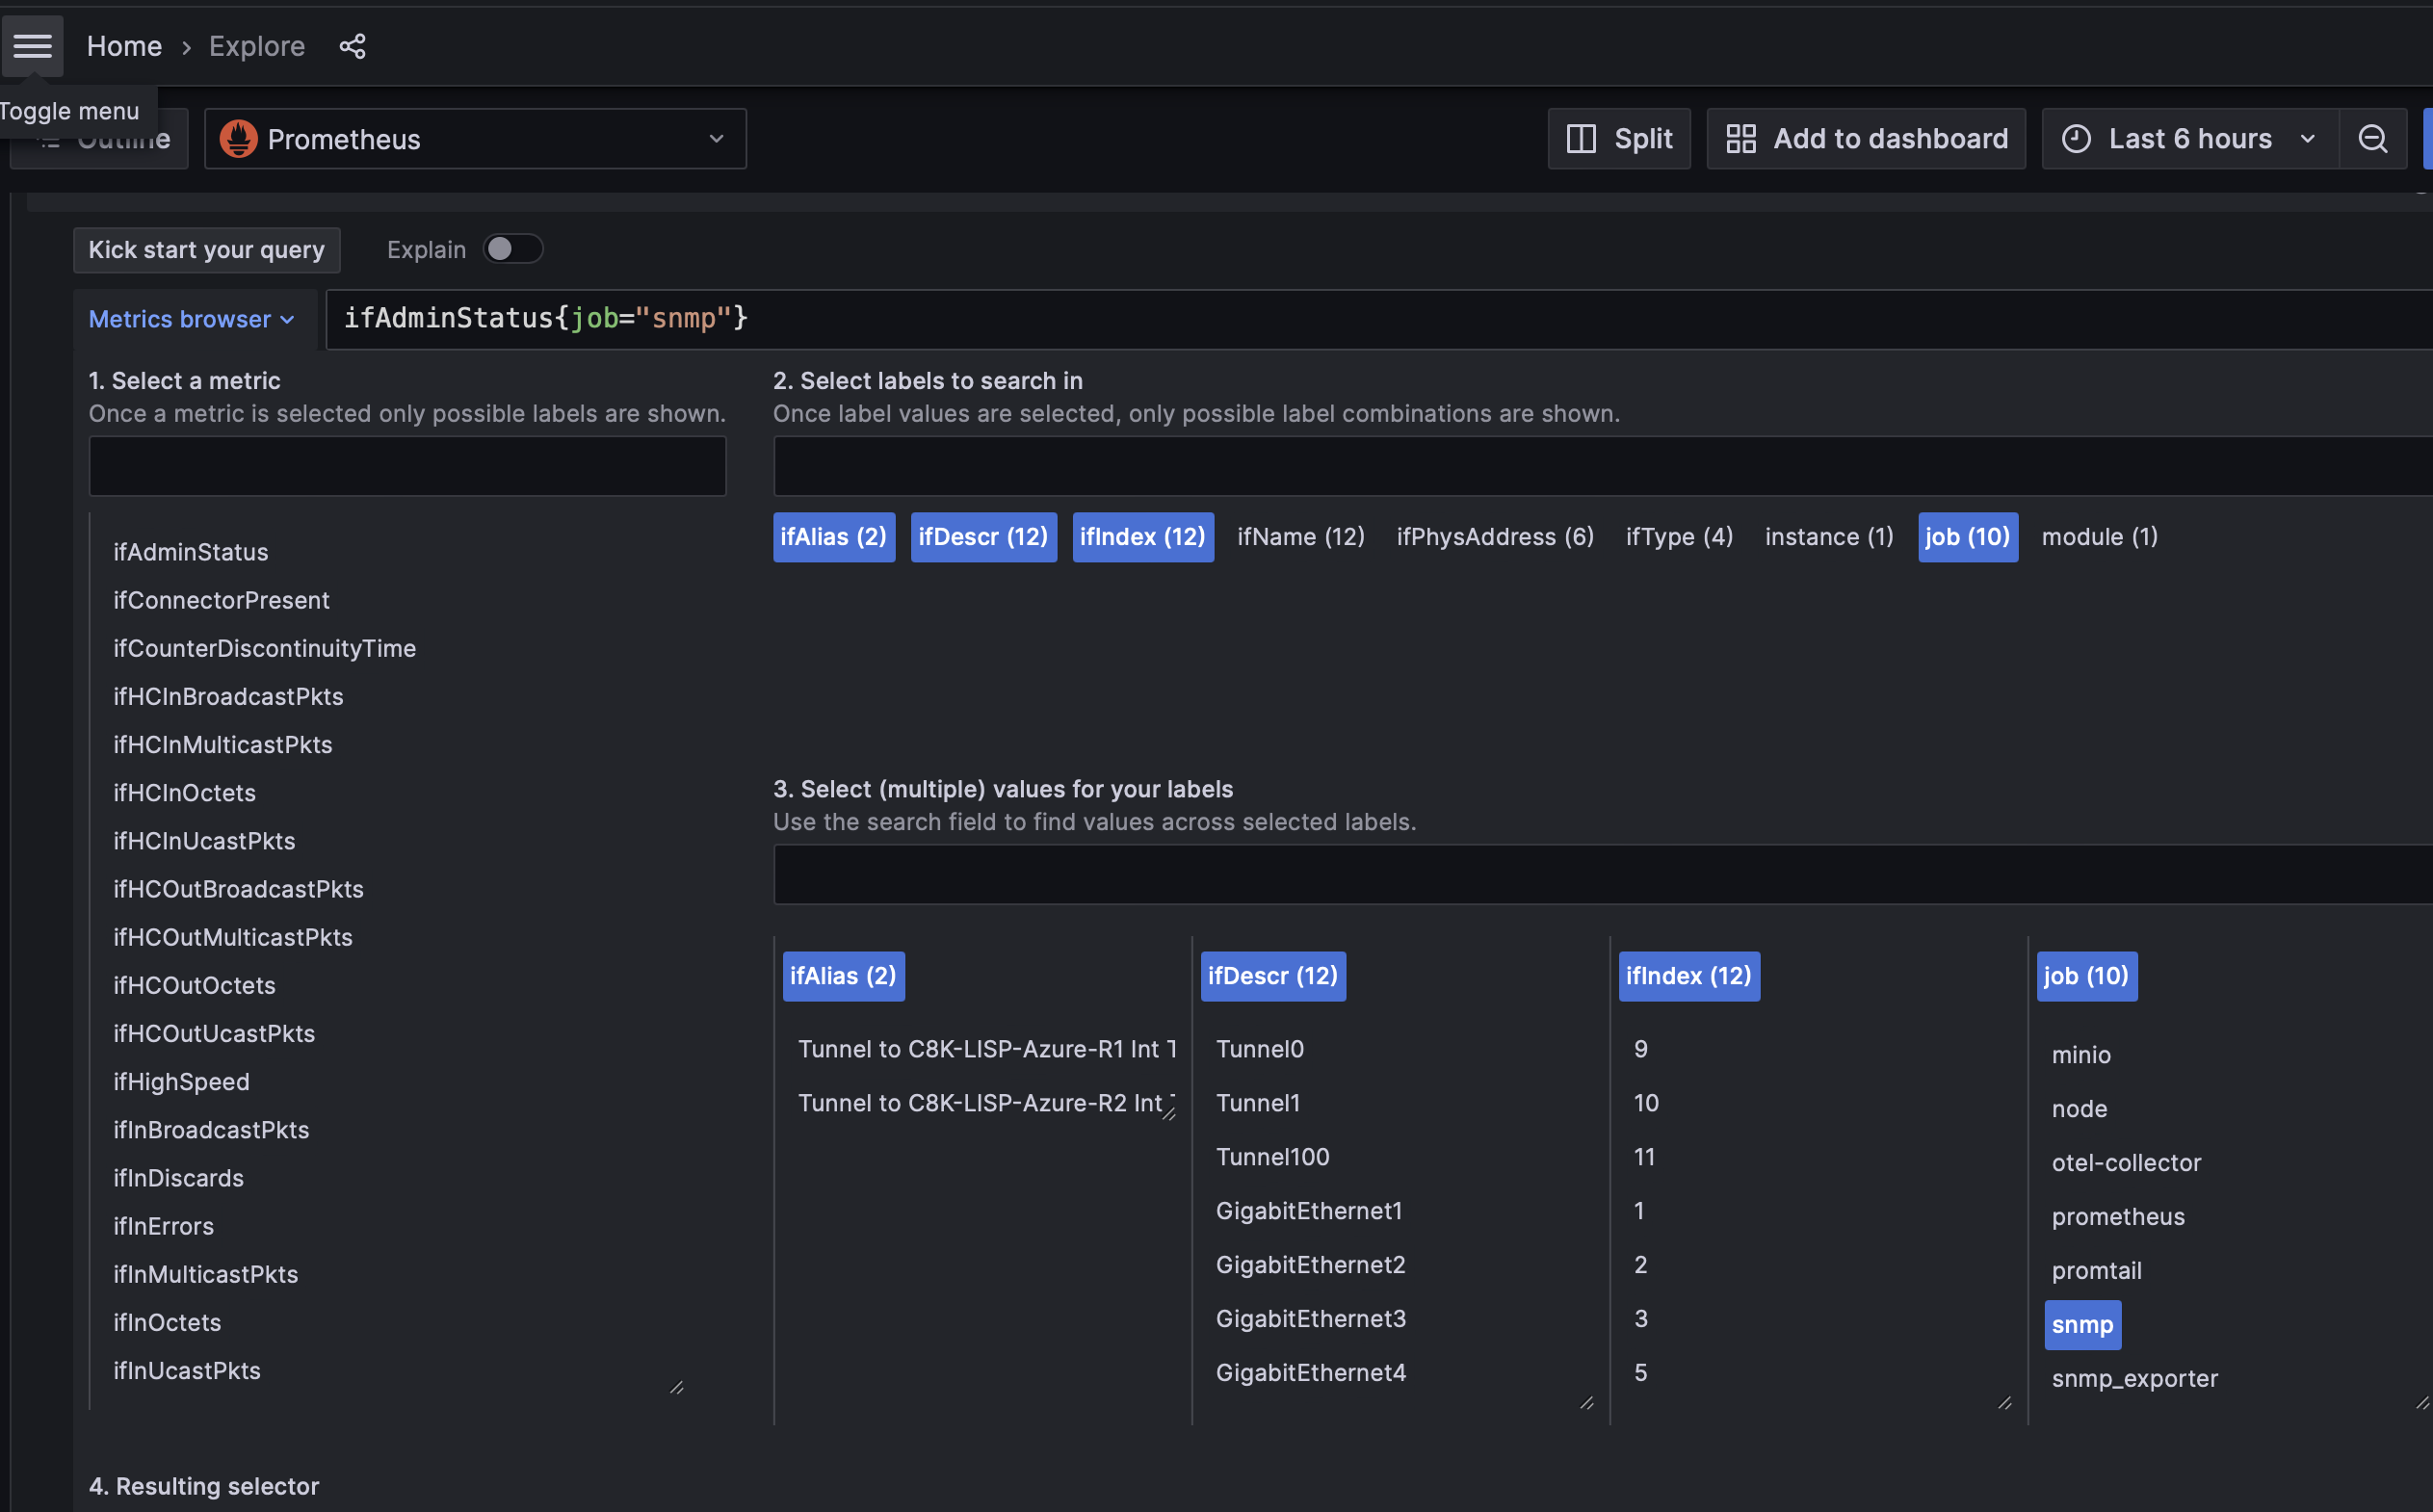 Home › Explore
Toggle menu
Outline
Prometheus
Split
Add to dashboard
Last 6 hours
Kick start your query
Explain
Metrics browser
ifAdminStatus{job="snmp"}
1. Select a metric
Once a metric is selected only possible labels are shown.
ifAdminStatus
ifConnectorPresent
ifCounterDiscontinuityTime
ifHCInBroadcastPkts
ifHCInMulticastPkts
ifHCInOctets
ifHCInUcastPkts
ifHCOutBroadcastPkts
ifHCOutMulticastPkts
ifHCOutOctets
ifHCOutUcastPkts
ifHighSpeed
ifInBroadcastPkts
ifInDiscards
ifInErrors
ifInMulticastPkts
ifInOctets
ifInUcastPkts
2. Select labels to search in
Once label values are selected, only possible label combinations are shown.
ifAlias (2) ifDescr (12) ifIndex (12) ifName (12) ifPhysAddress (6) ifType (4) instance (1) job (10) module (1)
3. Select (multiple) values for your labels
Use the search field to find values across selected labels.
ifAlias (2)
Tunnel to C8K-LISP-Azure-R1 Int T
Tunnel to C8K-LISP-Azure-R2 Int
ifDescr (12)
Tunnel0
Tunnel1
Tunnel100
GigabitEthernet1
GigabitEthernet2
GigabitEthernet3
GigabitEthernet4
ifIndex (12)
9
10
11
1
2
3
5
job (10)
minio
node
otel-collector
prometheus
promtail
snmp
snmp_exporter
4. Resulting selector